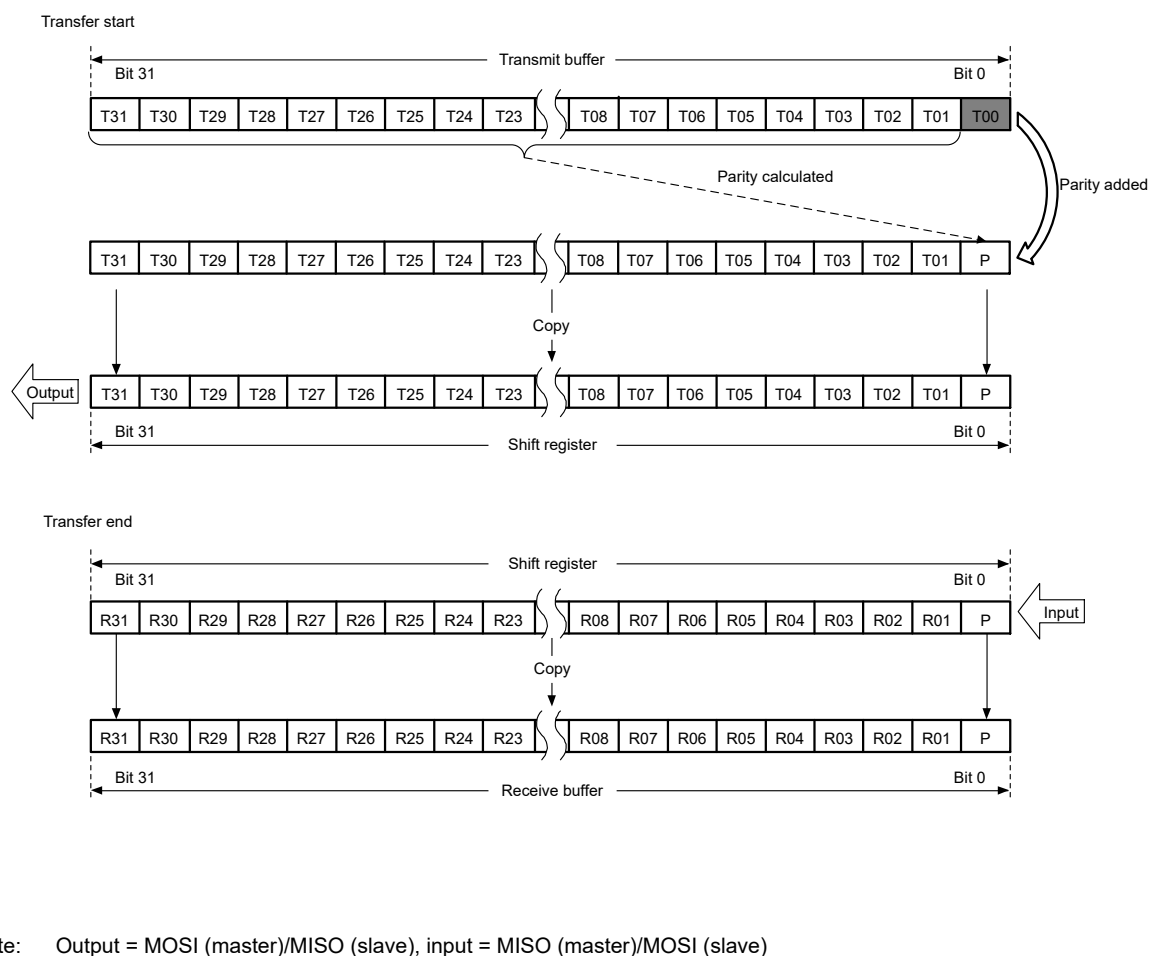 Transfer start
Transmit buffer
Bit 31 Bit 0
T31 T30 T29 T28 T27 T26 T25 T24 T23 T08 T07 T06 T05 T04 T03 T02 T01 T00
Parity calculated
Parity added
T31 T30 T29 T28 T27 T26 T25 T24 T23 T08 T07 T06 T05 T04 T03 T02 T01 P
Copy
Output
T31 T30 T29 T28 T27 T26 T25 T24 T23 T08 T07 T06 T05 T04 T03 T02 T01 P
Bit 31 Bit 0
Shift register
Transfer end
Shift register
Bit 31 Bit 0
R31 R30 R29 R28 R27 R26 R25 R24 R23 R08 R07 R06 R05 R04 R03 R02 R01 P
Input
Copy
R31 R30 R29 R28 R27 R26 R25 R24 R23 R08 R07 R06 R05 R04 R03 R02 R01 P
Bit 31 Bit 0
Receive buffer
te: Output = MOSI (master)/MISO (slave), input = MISO (master)/MOSI (slave)